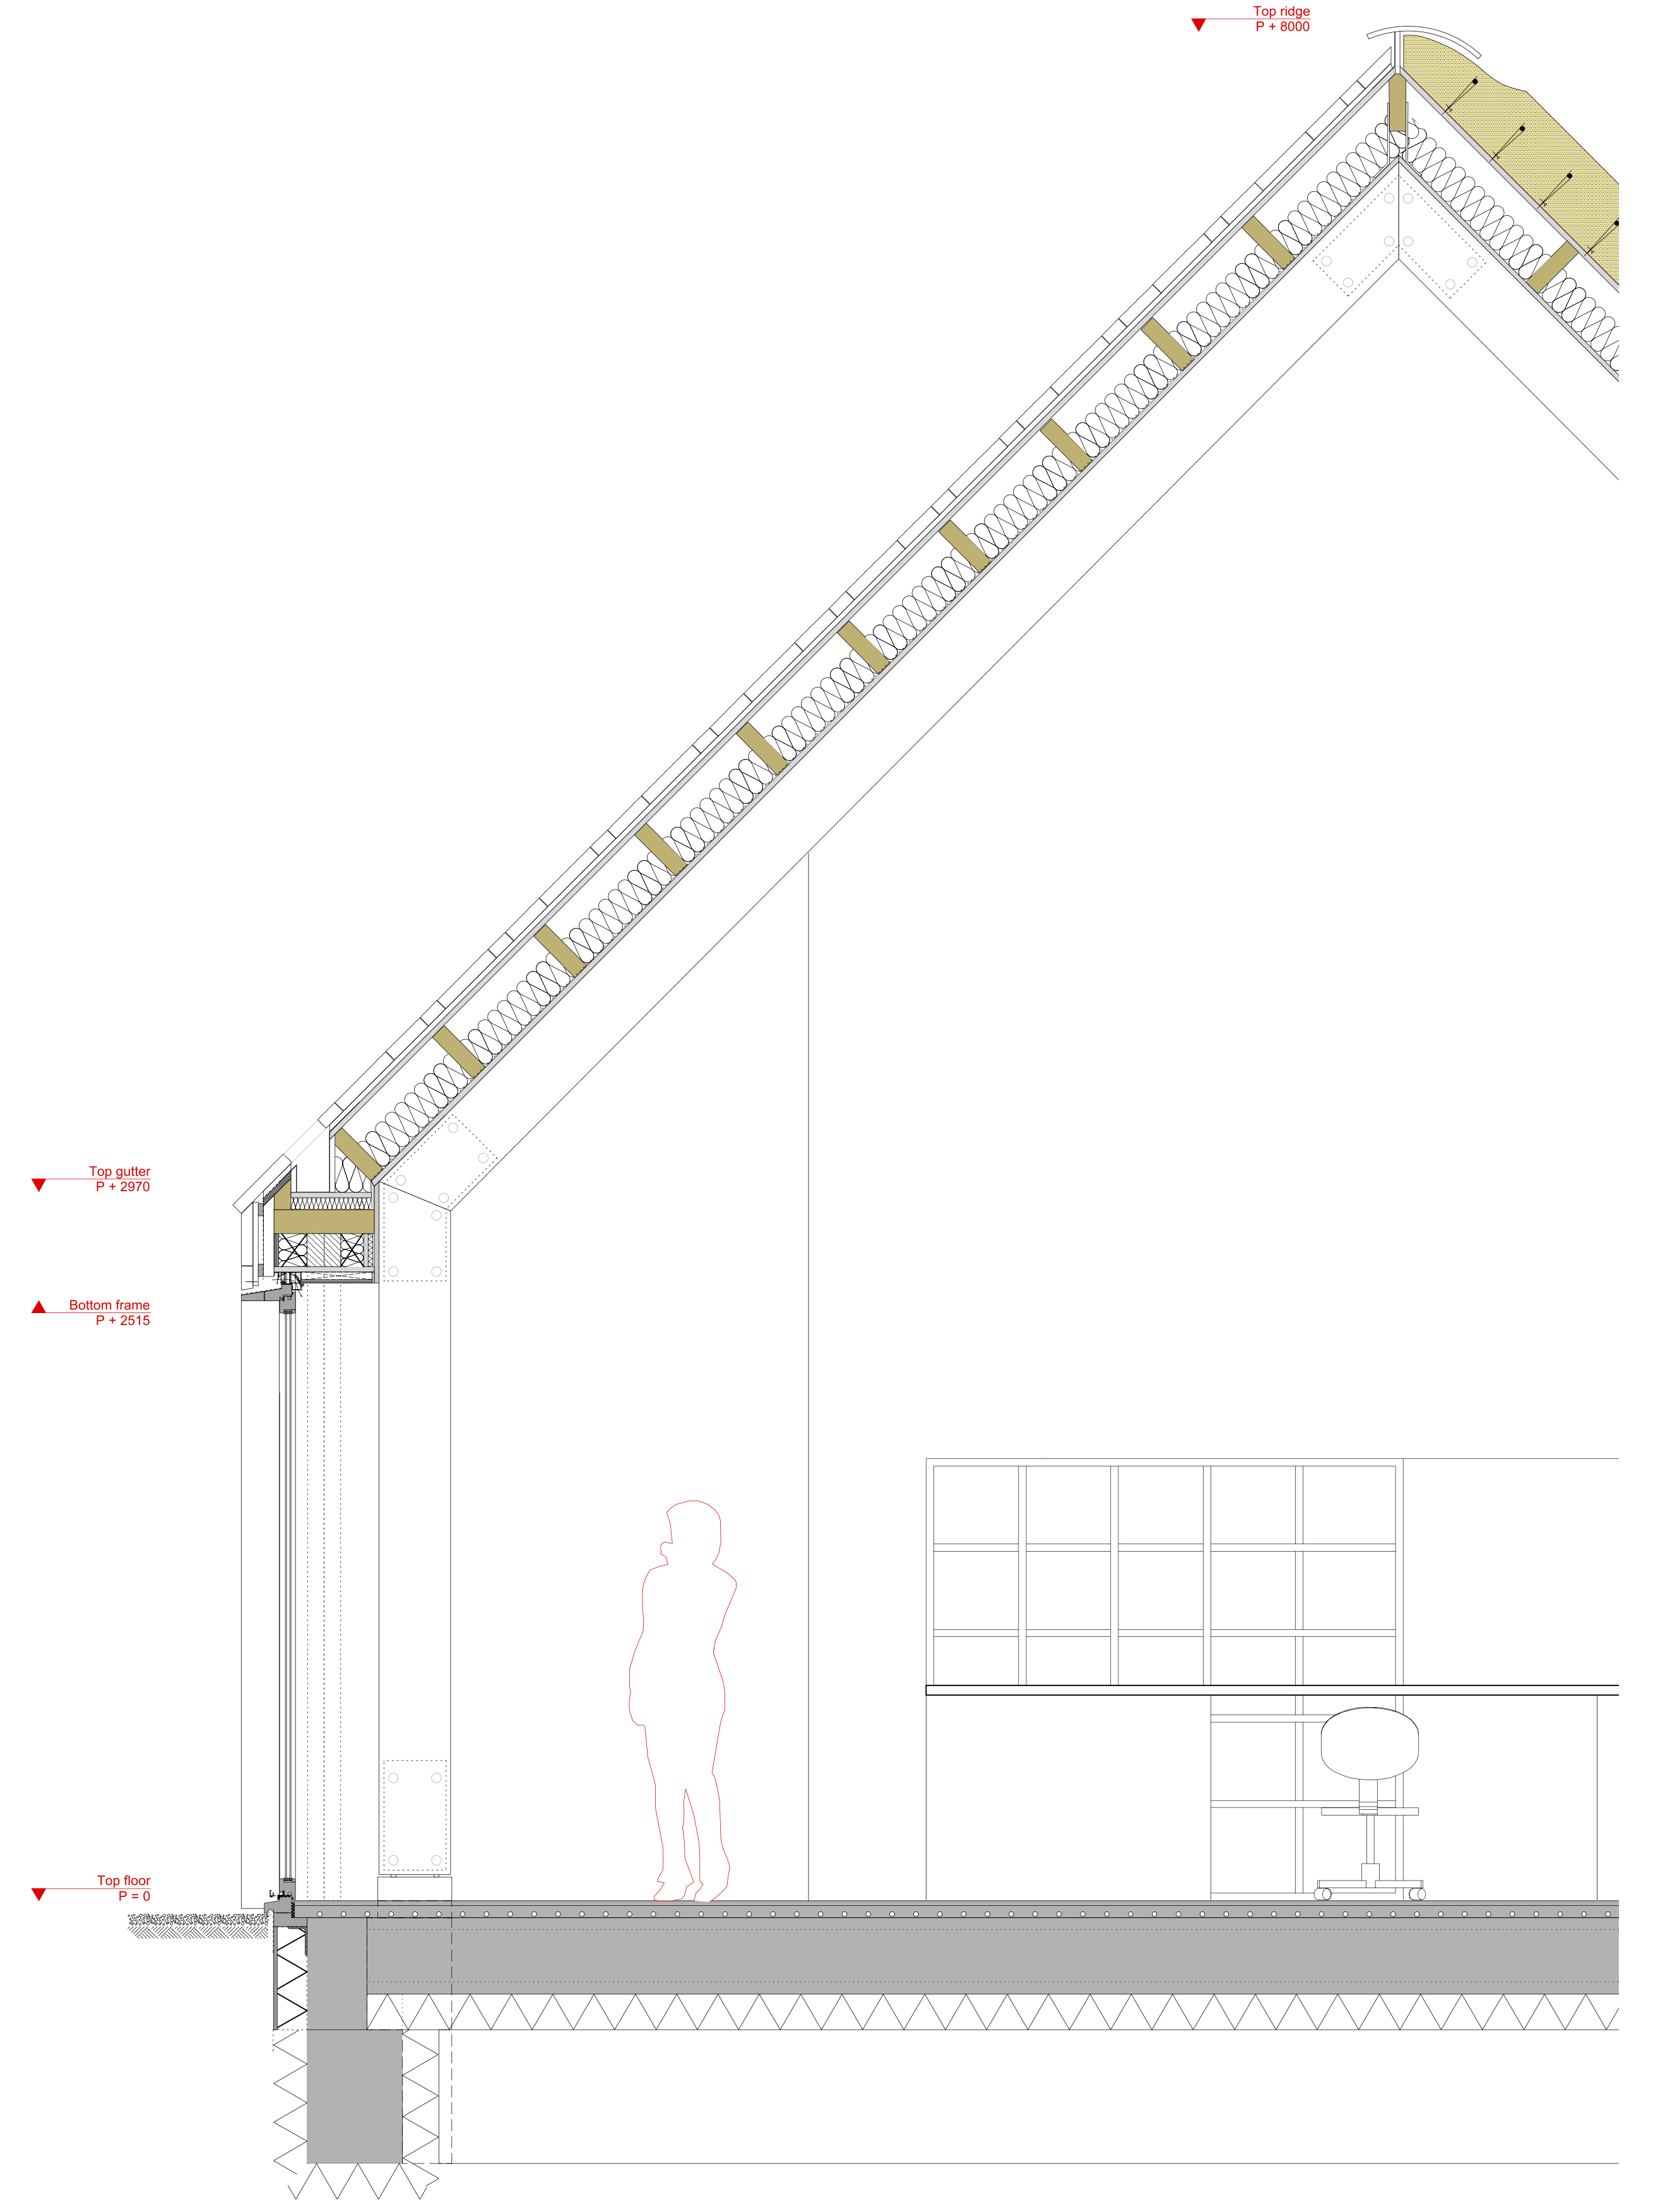 Top ridge
P + 8000
Top gutter
P + 2970
Bottom frame
P + 2515
Top floor
P = 0